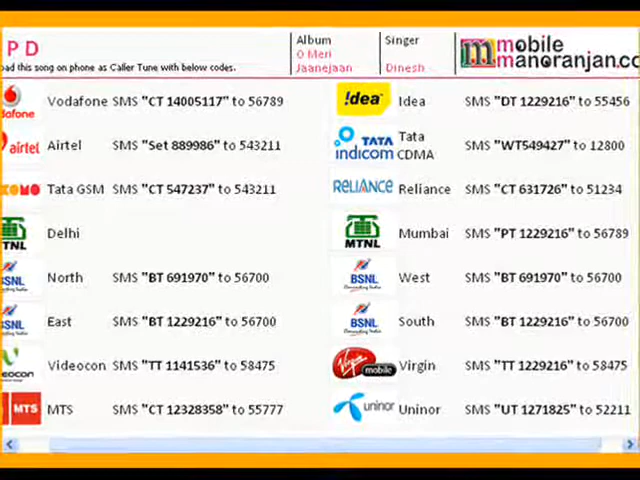 P D
Album
Singer
O Meri
Jaanejaan
Dinesh
mobile
manoranjan.co
oad this song on phone as Caller Tune with below codes.
dafone Vodafone SMS "CT 14005117" to 56789
!dea Idea SMS "DT 1229216" to 55456
airtel Airtel SMS "Set 889986" to 543211
TATA indicom Tata CDMA SMS "WT549427" to 12800
OMO Tata GSM SMS "CT 547237" to 543211
RELIANCE Reliance SMS "CT 631726" to 51234
TNL Delhi
MTNL Mumbai SMS "PT 1229216" to 56789
BSNL North SMS "BT 691970" to 56700
BSNL West SMS "BT 691970" to 56700
BSNL East SMS "BT 1229216" to 56700
BSNL South SMS "BT 1229216" to 56700
eocon Videocon SMS "TT 1141536" to 58475
Virgin mobile Virgin SMS "TT 1229216" to 58475
MTS MTS SMS "CT 12328358" to 55777
uninor Uninor SMS "UT 1271825" to 52211